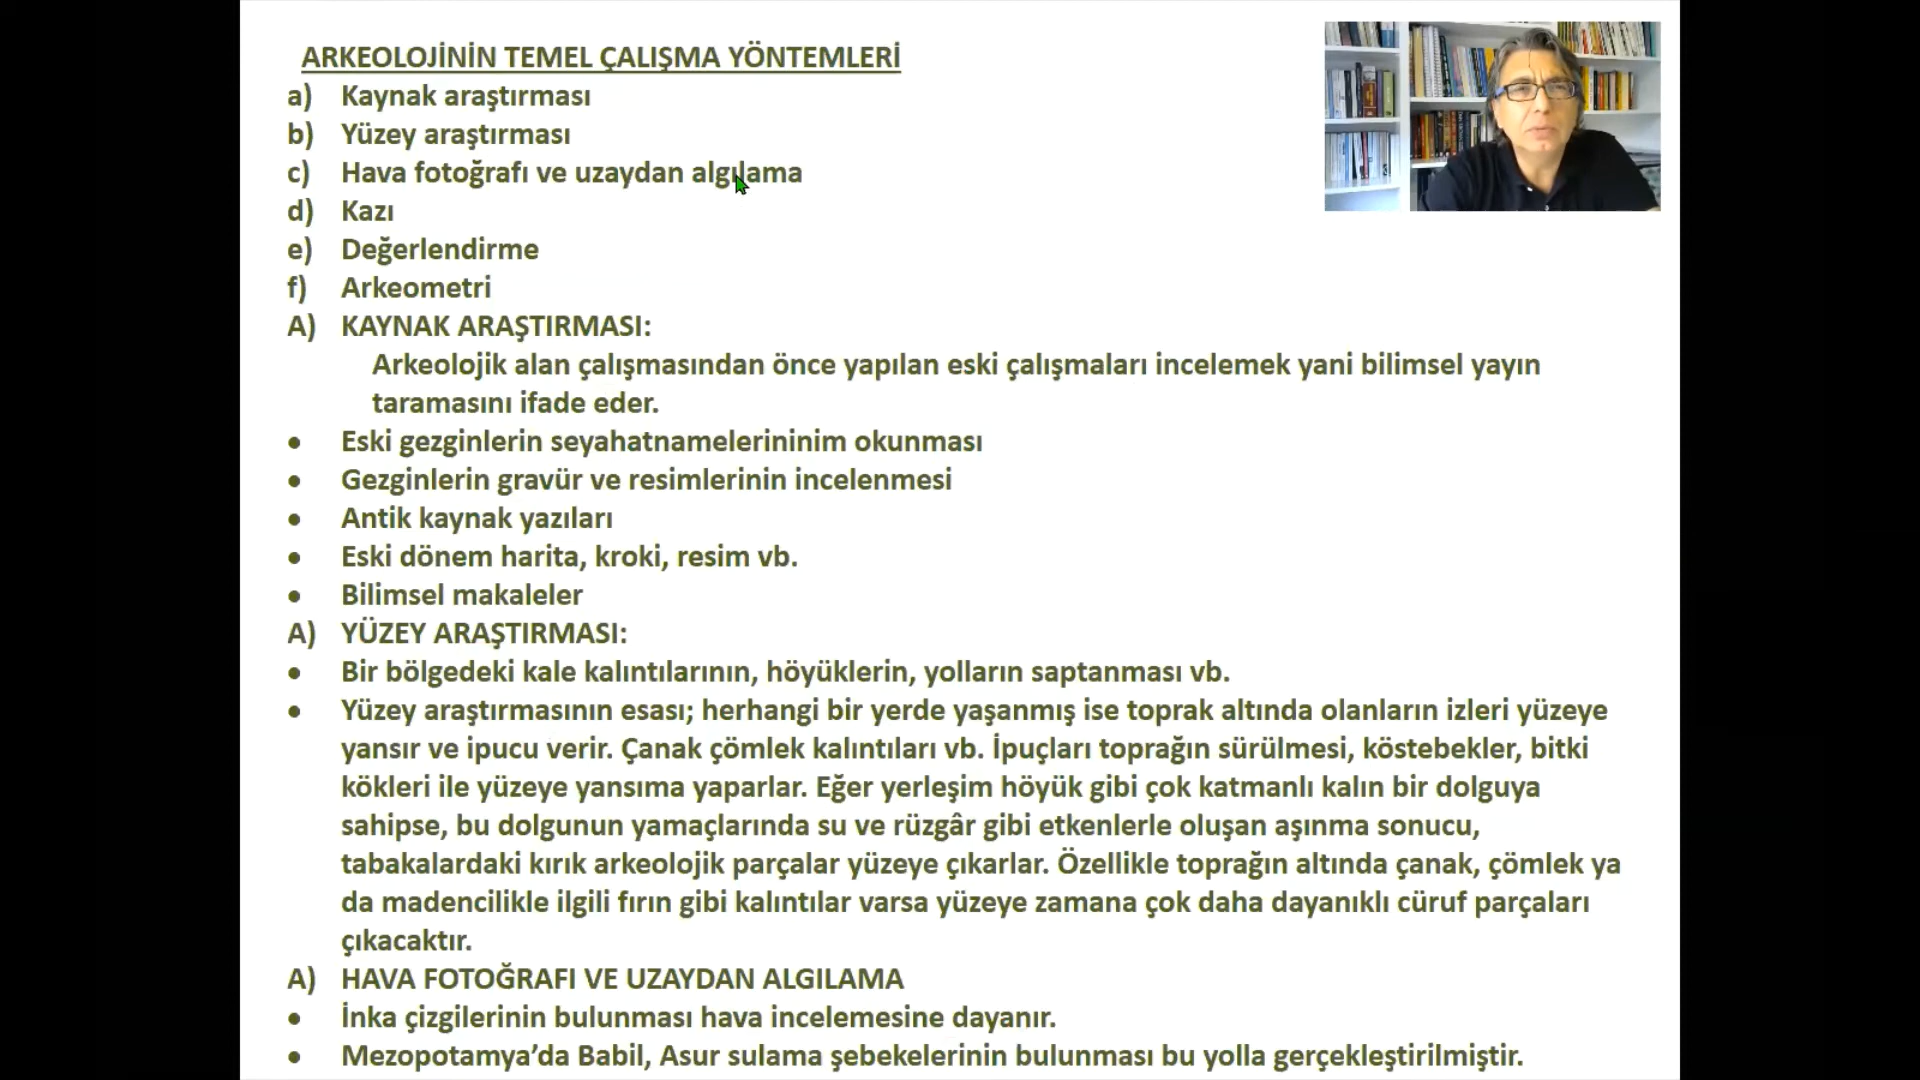 ARKEOLOJİNİN TEMEL ÇALIŞMA YÖNTEMLERİ
a) Kaynak araştırması
b) Yüzey araştırması
c) Hava fotoğrafı ve uzaydan algılama
d) Kazı
e) Değerlendirme
f) Arkeometri
A) KAYNAK ARAŞTIRMASI:
Arkeolojik alan çalışmasından önce yapılan eski çalışmaları incelemek yani bilimsel yayın
taramasını ifade eder.
• Eski gezginlerin seyahatnamelerininim okunması
• Gezginlerin gravür ve resimlerinin incelenmesi
• Antik kaynak yazıları
• Eski dönem harita, kroki, resim vb.
• Bilimsel makaleler
A) YÜZEY ARAŞTIRMASI:
• Bir bölgedeki kale kalıntılarının, höyüklerin, yolların saptanması vb.
• Yüzey araştırmasının esası; herhangi bir yerde yaşanmış ise toprak altında olanların izleri yüzeye
yansır ve ipucu verir. Çanak çömlek kalıntıları vb. İpuçları toprağın sürülmesi, köstebekler, bitki
kökleri ile yüzeye yansıma yaparlar. Eğer yerleşim höyük gibi çok katmanlı kalın bir dolguya
sahipse, bu dolgunun yamaçlarında su ve rüzgâr gibi etkenlerle oluşan aşınma sonucu,
tabakalardaki kırık arkeolojik parçalar yüzeye çıkarlar. Özellikle toprağın altında çanak, çömlek ya
da madencilikle ilgili fırın gibi kalıntılar varsa yüzeye zamana çok daha dayanıklı cüruf parçaları
çıkacaktır.
A) HAVA FOTOĞRAFI VE UZAYDAN ALGILAMA
• İnka çizgilerinin bulunması hava incelemesine dayanır.
• Mezopotamya’da Babil, Asur sulama şebekelerinin bulunması bu yolla gerçekleştirilmiştir.